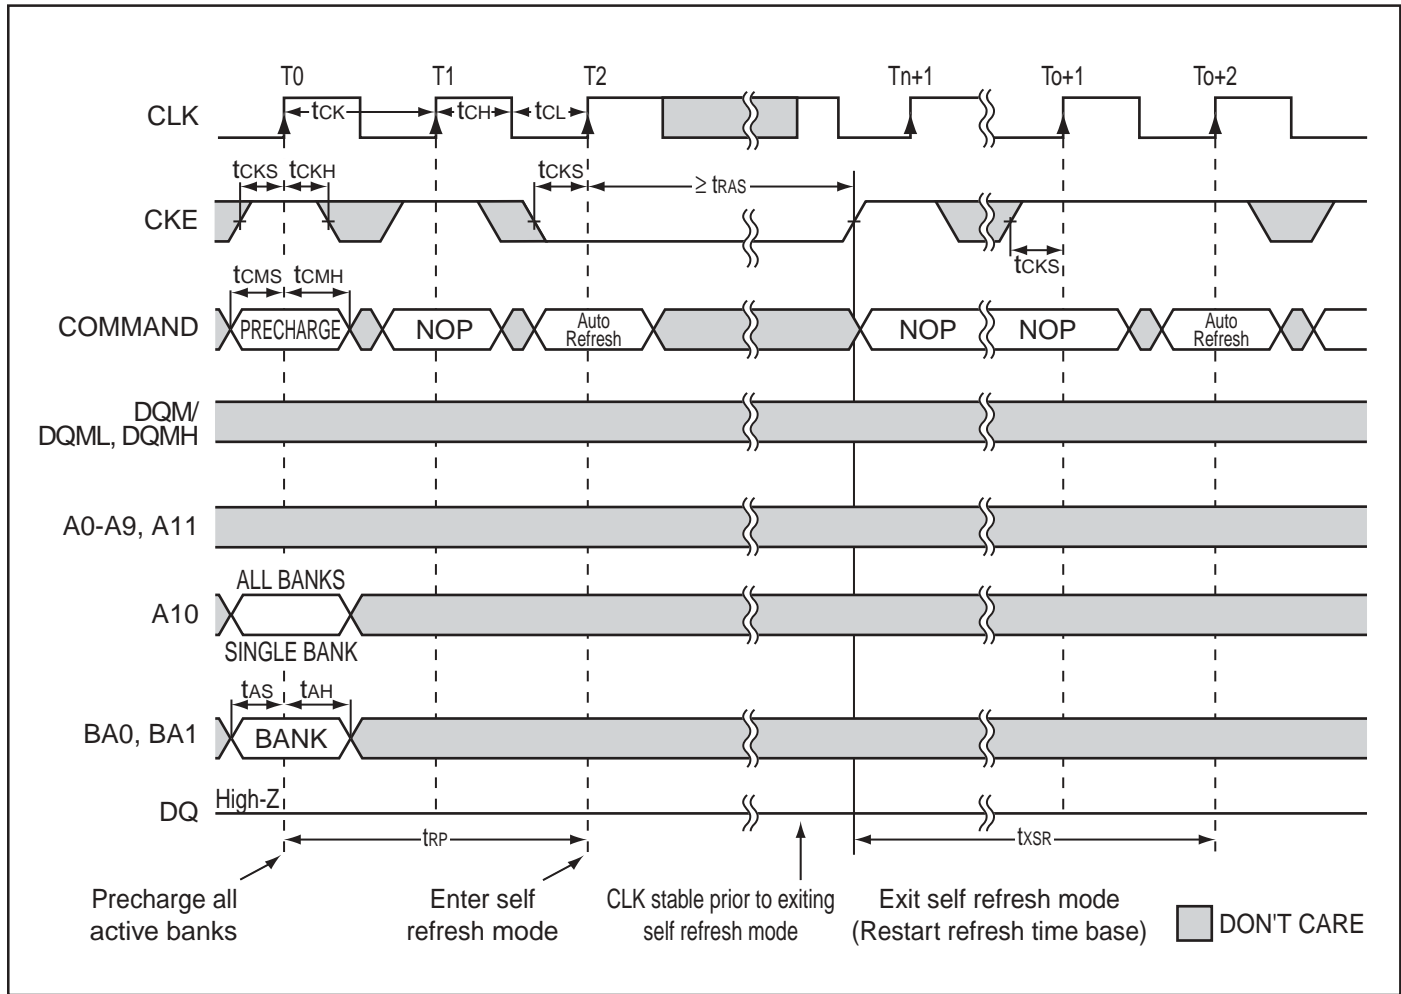 T0 T1 T2 Tn+1 To+1 To+2
CLK tCK tCH tCL
tCKS tCKH tCKS ≥ tRAS
CKE
tCKS
tCMS tCMH
COMMAND PRECHARGE NOP Auto Refresh NOP NOP Auto Refresh
DQM/
DQML, DQMH
A0-A9, A11
ALL BANKS
A10
SINGLE BANK
tAS tAH
BA0, BA1 BANK
DQ High-Z
tRP tXSR
Precharge all
active banks
Enter self
refresh mode
CLK stable prior to exiting
self refresh mode
Exit self refresh mode
(Restart refresh time base)
DON'T CARE